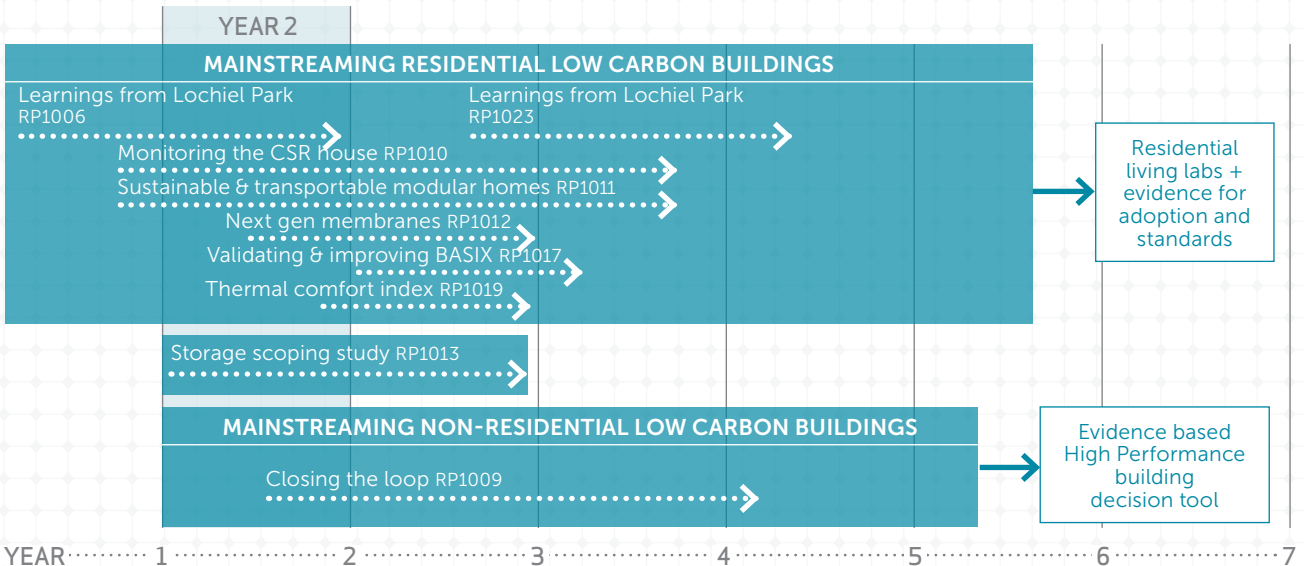 YEAR 2
MAINSTREAMING RESIDENTIAL LOW CARBON BUILDINGS
Learnings from Lochiel Park
RP1006
Learnings from Lochiel Park
RP1023
Monitoring the CSR house RP1010
Sustainable & transportable modular homes RP1011
Next gen membranes RP1012
Validating & improving BASIX RP1017
Thermal comfort index RP1019
Residential
living labs +
evidence for
adoption and
standards
Storage scoping study RP1013
MAINSTREAMING NON-RESIDENTIAL LOW CARBON BUILDINGS
Closing the loop RP1009
Evidence based
High Performance
building
decision tool
YEAR 1 2 3 4 5 6 7